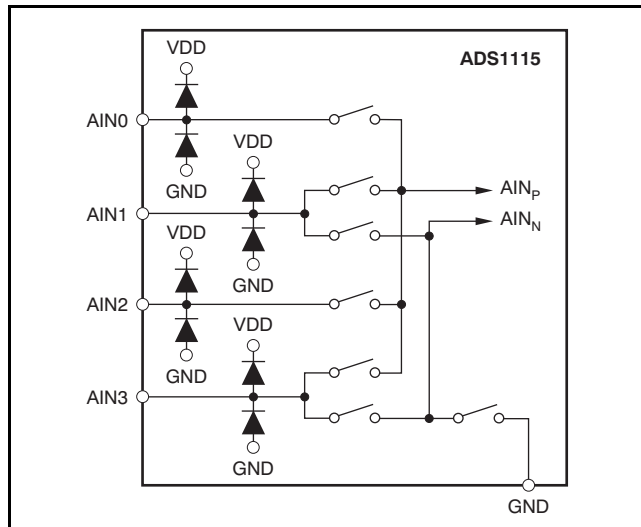 VDD
ADS1115
AIN0
VDD
GND
AINP
AIN1
AINN
VDD
GND
AIN2
VDD
GND
AIN3
GND
GND